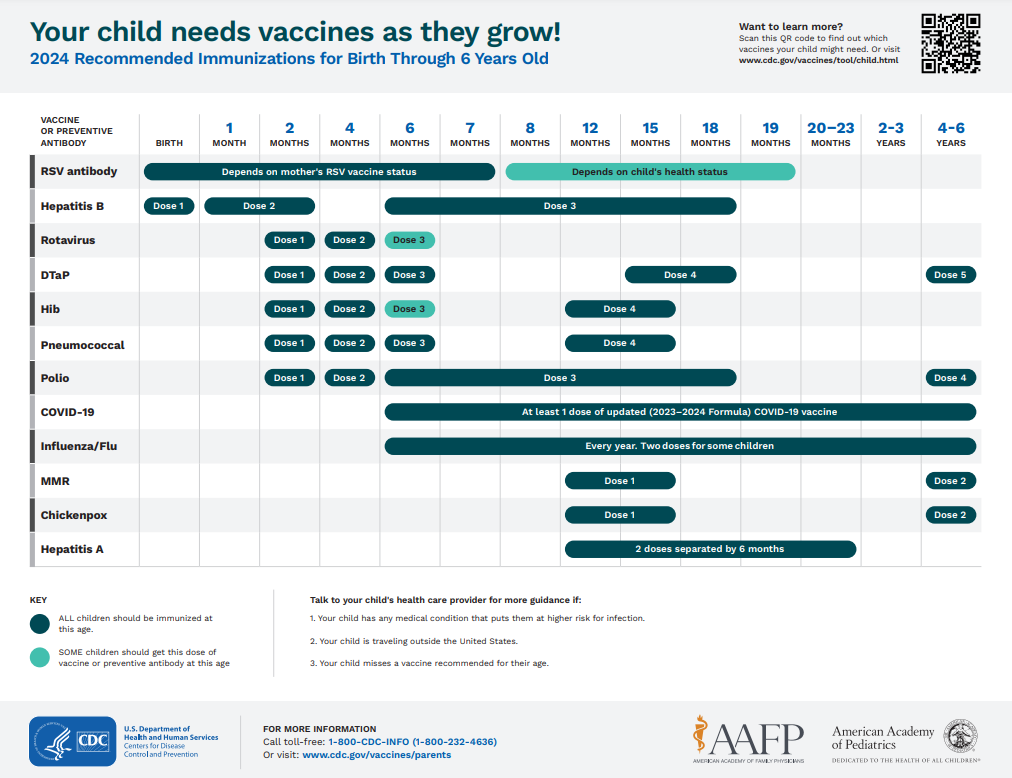 Your child needs vaccines as they grow!
2024 Recommended Immunizations for Birth Through 6 Years Old
Want to learn more?
Scan this QR code to find out which
vaccines your child might need. Or visit
www.cdc.gov/vaccines/tool/child.html
VACCINE
OR PREVENTIVE
ANTIBODY
BIRTH
1
MONTH
2
MONTHS
4
MONTHS
6
MONTHS
7
MONTHS
8
MONTHS
12
MONTHS
15
MONTHS
18
MONTHS
19
MONTHS
20–23
MONTHS
2-3
YEARS
4-6
YEARS
RSV antibody Depends on mother's RSV vaccine status Depends on child's health status
Hepatitis B Dose 1 Dose 2 Dose 3
Rotavirus Dose 1 Dose 2 Dose 3
DTaP Dose 1 Dose 2 Dose 3 Dose 4 Dose 5
Hib Dose 1 Dose 2 Dose 3 Dose 4
Pneumococcal Dose 1 Dose 2 Dose 3 Dose 4
Polio Dose 1 Dose 2 Dose 3 Dose 4
COVID-19 At least 1 dose of updated (2023–2024 Formula) COVID-19 vaccine
Influenza/Flu Every year. Two doses for some children
MMR Dose 1 Dose 2
Chickenpox Dose 1 Dose 2
Hepatitis A 2 doses separated by 6 months
KEY
ALL children should be immunized at
this age.
SOME children should get this dose of
vaccine or preventive antibody at this age
Talk to your child's health care provider for more guidance if:
1. Your child has any medical condition that puts them at higher risk for infection.
2. Your child is traveling outside the United States.
3. Your child misses a vaccine recommended for their age.
CDC
U.S. Department of
Health and Human Services
Centers for Disease
Control and Prevention
FOR MORE INFORMATION
Call toll-free: 1-800-CDC-INFO (1-800-232-4636)
Or visit: www.cdc.gov/vaccines/parents
AAFP
AMERICAN ACADEMY OF FAMILY PHYSICIANS
American Academy
of Pediatrics
DEDICATED TO THE HEALTH OF ALL CHILDREN®